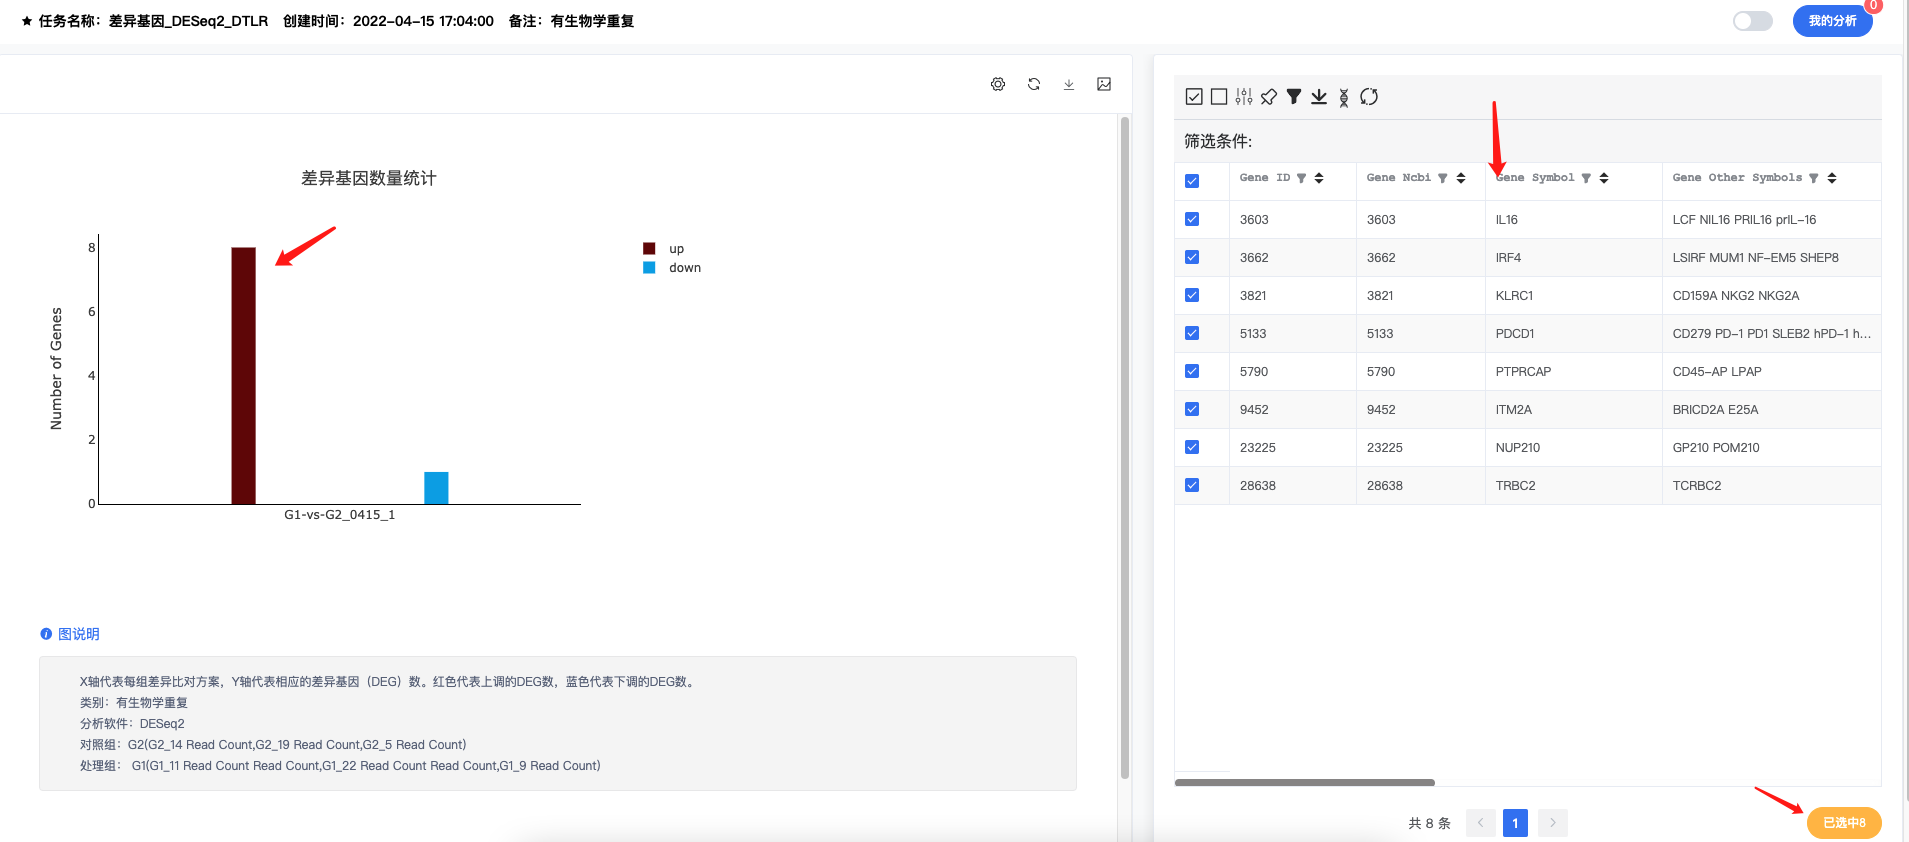 ★ 任务名称：差异基因_DESeq2_DTLR 创建时间：2022-04-15 17:04:00 备注：有生物学重复
我的分析
0
差异基因数量统计
Number of Genes
8
6
4
2
0
G1-vs-G2_0415_1
up
down
图说明
X轴代表每组差异比对方案，Y轴代表相应的差异基因（DEG）数。红色代表上调的DEG数，蓝色代表下调的DEG数。
类别：有生物学重复
分析软件：DESeq2
对照组：G2(G2_14 Read Count,G2_19 Read Count,G2_5 Read Count)
处理组： G1(G1_11 Read Count Read Count,G1_22 Read Count Read Count,G1_9 Read Count)
筛选条件:
Gene ID Gene Ncbi Gene Symbol Gene Other Symbols
3603 3603 IL16 LCF NIL16 PRIL16 prIL-16
3662 3662 IRF4 LSIRF MUM1 NF-EM5 SHEP8
3821 3821 KLRC1 CD159A NKG2 NKG2A
5133 5133 PDCD1 CD279 PD-1 PD1 SLEB2 hPD-1 h...
5790 5790 PTPRCAP CD45-AP LPAP
9452 9452 ITM2A BRICD2A E25A
23225 23225 NUP210 GP210 POM210
28638 28638 TRBC2 TCRBC2
共 8 条 < 1 >
已选中8